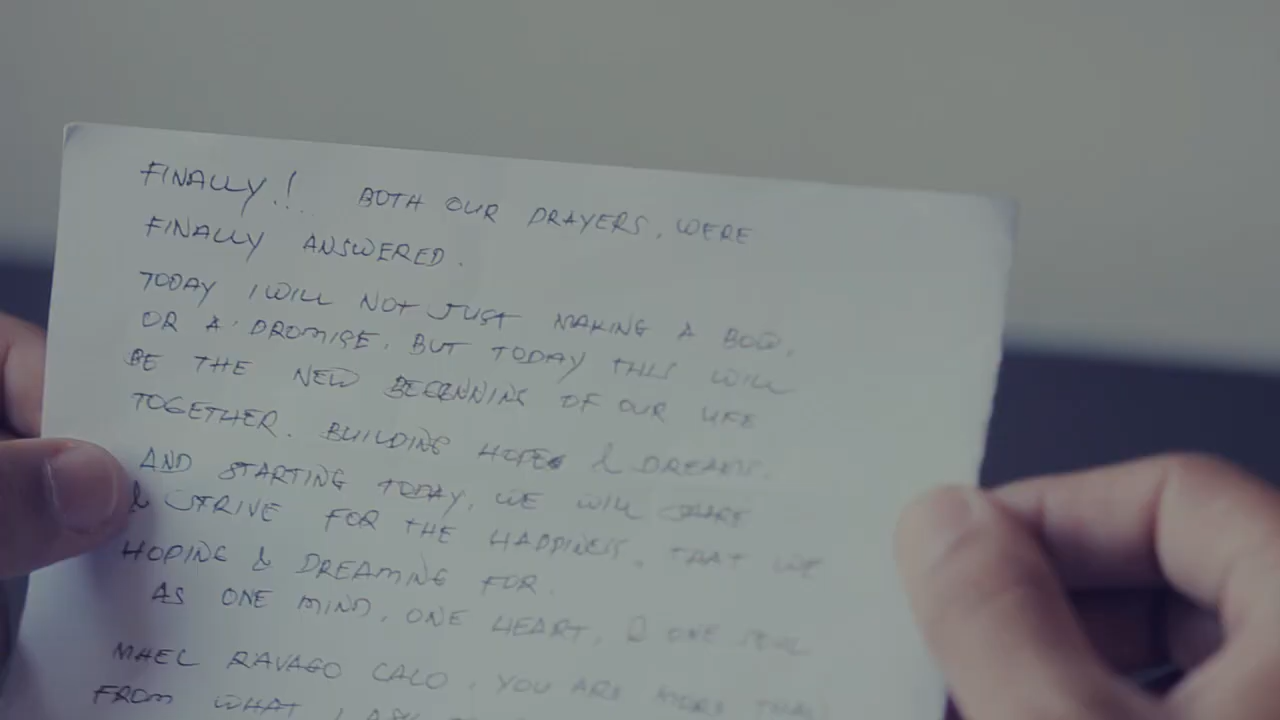 FINALLY!.. BOTH OUR PRAYERS, WERE
FINALLY ANSWERED.
TODAY I WILL NOT JUST MAKING A BOW,
OR A PROMISE, BUT TODAY THIS WILL
BE THE NEW BEGINNING OF OUR LIFE
TOGETHER. BUILDING HOPES & DREAMS.
AND STARTING TODAY, WE WILL SHARE
& STRIVE FOR THE HAPPINESS, THAT WE
HOPING & DREAMING FOR.
AS ONE MIND, ONE HEART, & ONE SOUL
MAEL RAVAGO CALO, YOU ARE MORE THAN
FROM WHAT I ASK